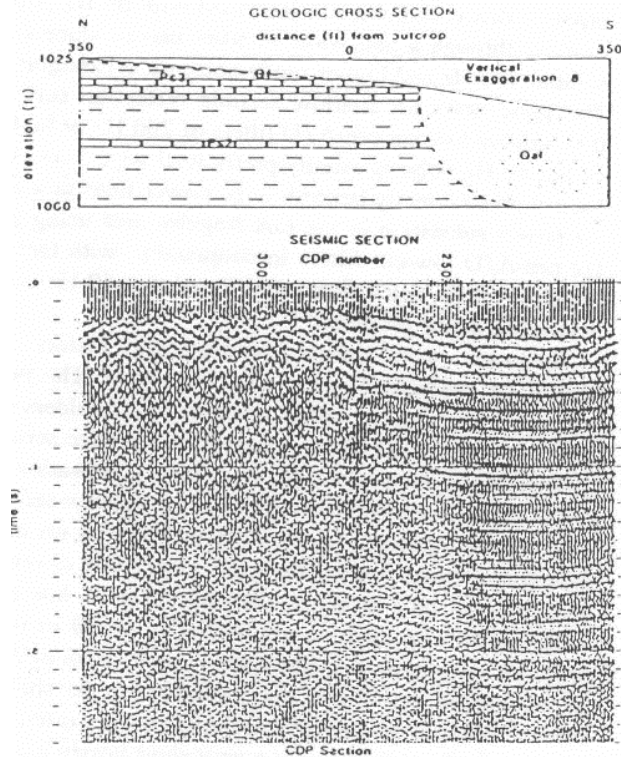 GEOLOGIC CROSS SECTION
N S
distance (ft) from outcrop
350 0 350
1025
Vertical
Exaggeration 8
elevation (ft)
Qal
1000
SEISMIC SECTION
CDP number
300 250
.0
.1
time (s)
.2
CDP Section